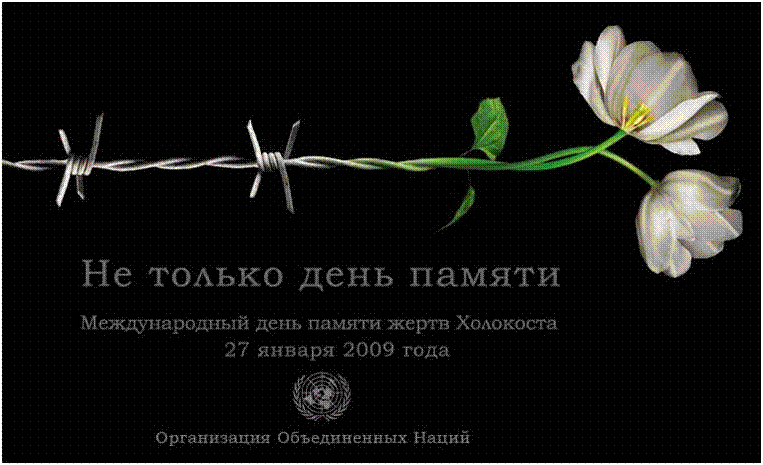 Не только день памяти
Международный день памяти жертв Холокоста
27 января 2009 года
Организация Объединенных Наций